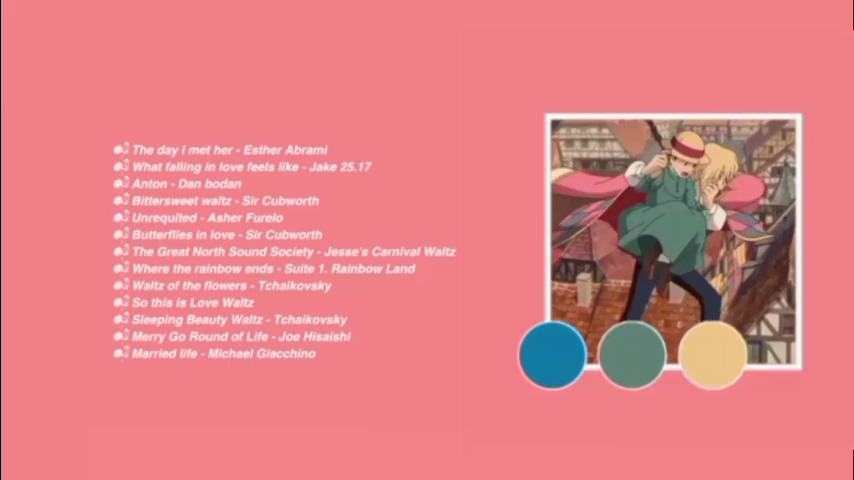 The day i met her - Esther Abrami
What falling in love feels like - Jake 25.17
Anton - Dan bodan
Bittersweet waltz - Sir Cubworth
Unrequited - Asher Furelo
Butterflies in love - Sir Cubworth
The Great North Sound Society - Jesse's Carnival Waltz
Where the rainbow ends - Suite 1. Rainbow Land
Waltz of the flowers - Tchaikovsky
So this is Love Waltz
Sleeping Beauty Waltz - Tchaikovsky
Merry Go Round of Life - Joe Hisaishi
Married life - Michael Giacchino